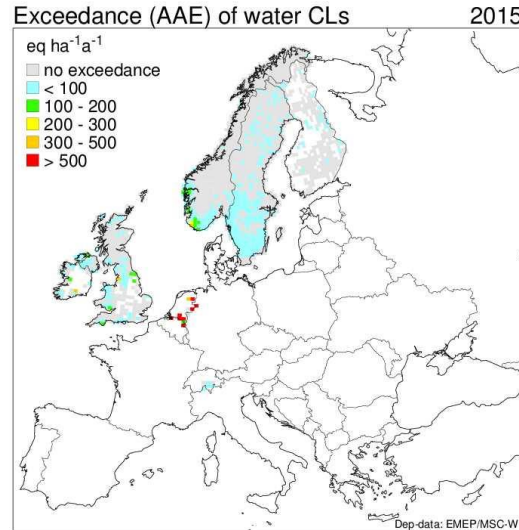 Exceedance (AAE) of water CLs 2015
eq ha⁻¹a⁻¹
no exceedance
< 100
100 - 200
200 - 300
300 - 500
> 500
Dep-data: EMEP/MSC-W